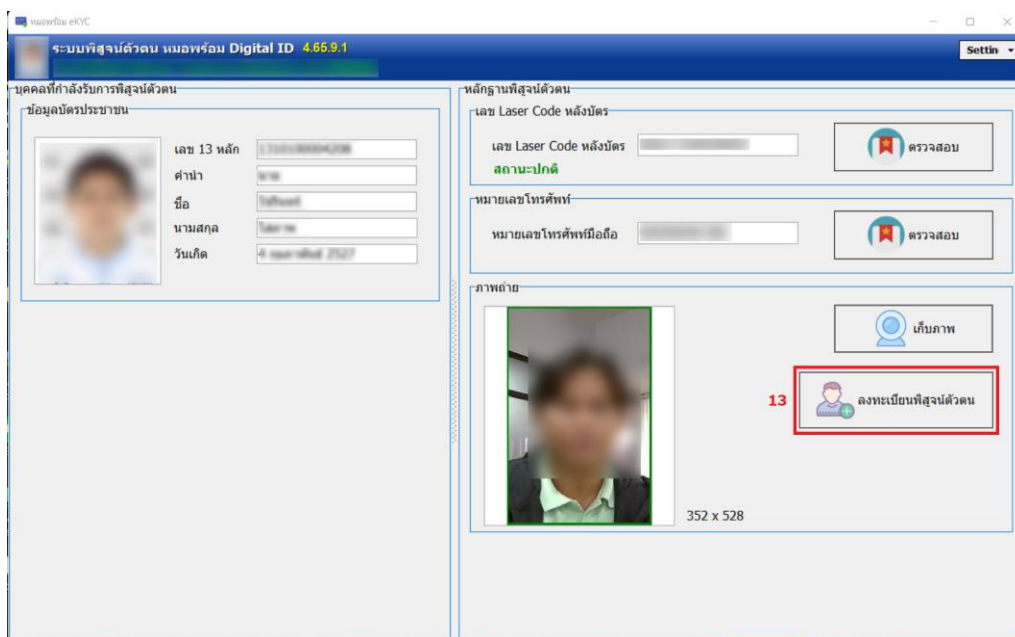 หมอพร้อม eKYC
ระบบพิสูจน์ตัวตน หมอพร้อม Digital ID 4.65.9.1
Settin
บุคคลที่กำลังรับการพิสูจน์ตัวตน
ข้อมูลบัตรประชาชน
เลข 13 หลัก
คำนำ
ชื่อ
นามสกุล
วันเกิด
หลักฐานพิสูจน์ตัวตน
เลข Laser Code หลังบัตร
เลข Laser Code หลังบัตร
ตรวจสอบ
สถานะปกติ
หมายเลขโทรศัพท์
หมายเลขโทรศัพท์มือถือ
ตรวจสอบ
ภาพถ่าย
เก็บภาพ
13 ลงทะเบียนพิสูจน์ตัวตน
352 x 528